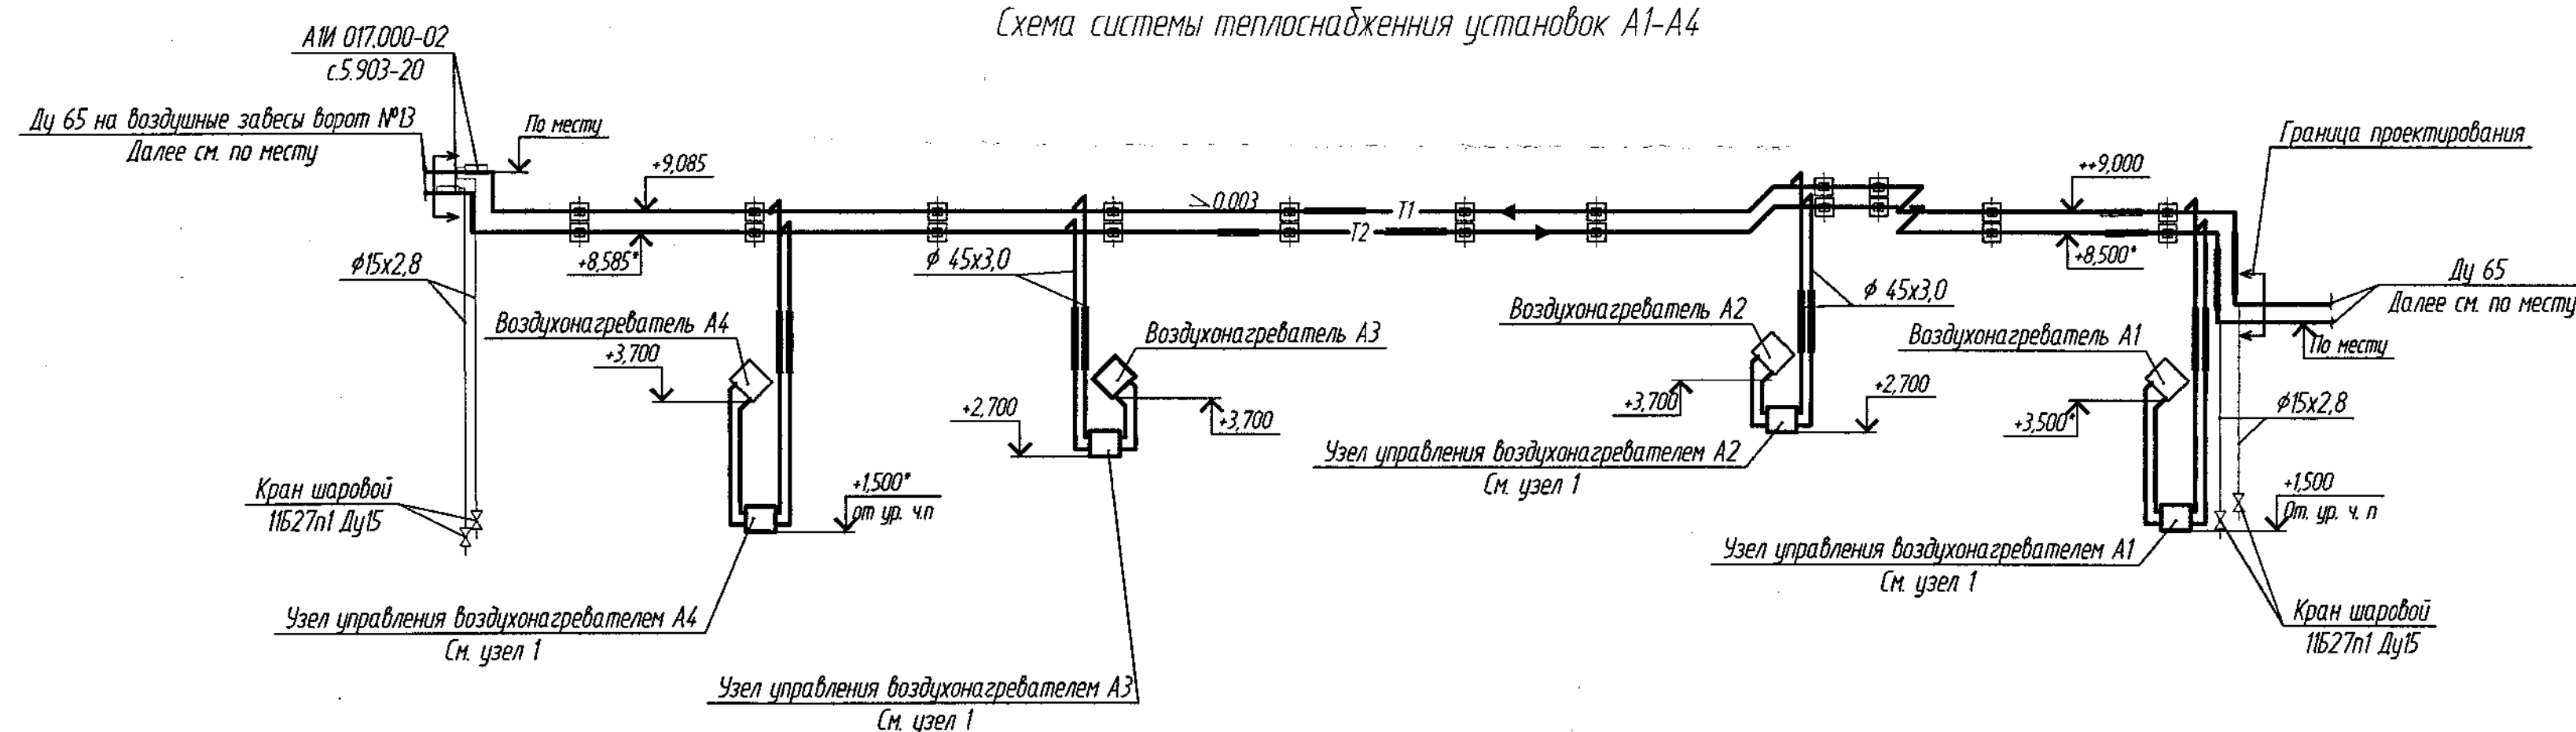 Схема системы теплоснабженния установок А1-А4
А1И 017.000-02
с.5.903-20
Ду 65 на воздушные завесы ворот №13
Далее см. по месту
По месту
+9,085
+8,585*
0.003
Т1
Т2
++9,000
+8,500*
Граница проектирования
Ду 65
Далее см. по месту
По месту
ϕ15х2,8
ϕ 45х3,0
ϕ 45х3,0
ϕ15х2,8
Воздухонагреватель А4
+3,700
Воздухонагреватель А3
+2,700
+3,700
Воздухонагреватель А2
+3,700
+2,700
Воздухонагреватель А1
+3,500*
Кран шаровой
11Б27п1 Ду15
+1,500*
от ур. ч.п
Узел управления воздухонагревателем А2
См. узел 1
+1,500
От. ур. ч. п
Узел управления воздухонагревателем А1
См. узел 1
Узел управления воздухонагревателем А4
См. узел 1
Кран шаровой
11Б27п1 Ду15
Узел управления воздухонагревателем А3
См. узел 1